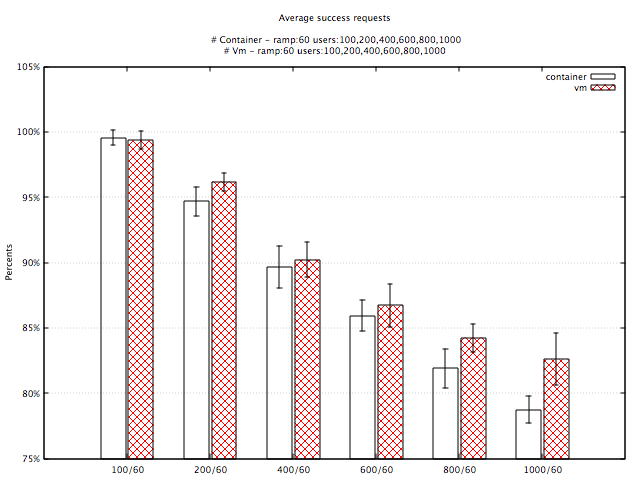 Average success requests
# Container - ramp:60 users:100,200,400,600,800,1000
# Vm - ramp:60 users:100,200,400,600,800,1000
105%
container
vm
100%
95%
90%
85%
80%
75%
Percents
100/60 200/60 400/60 600/60 800/60 1000/60